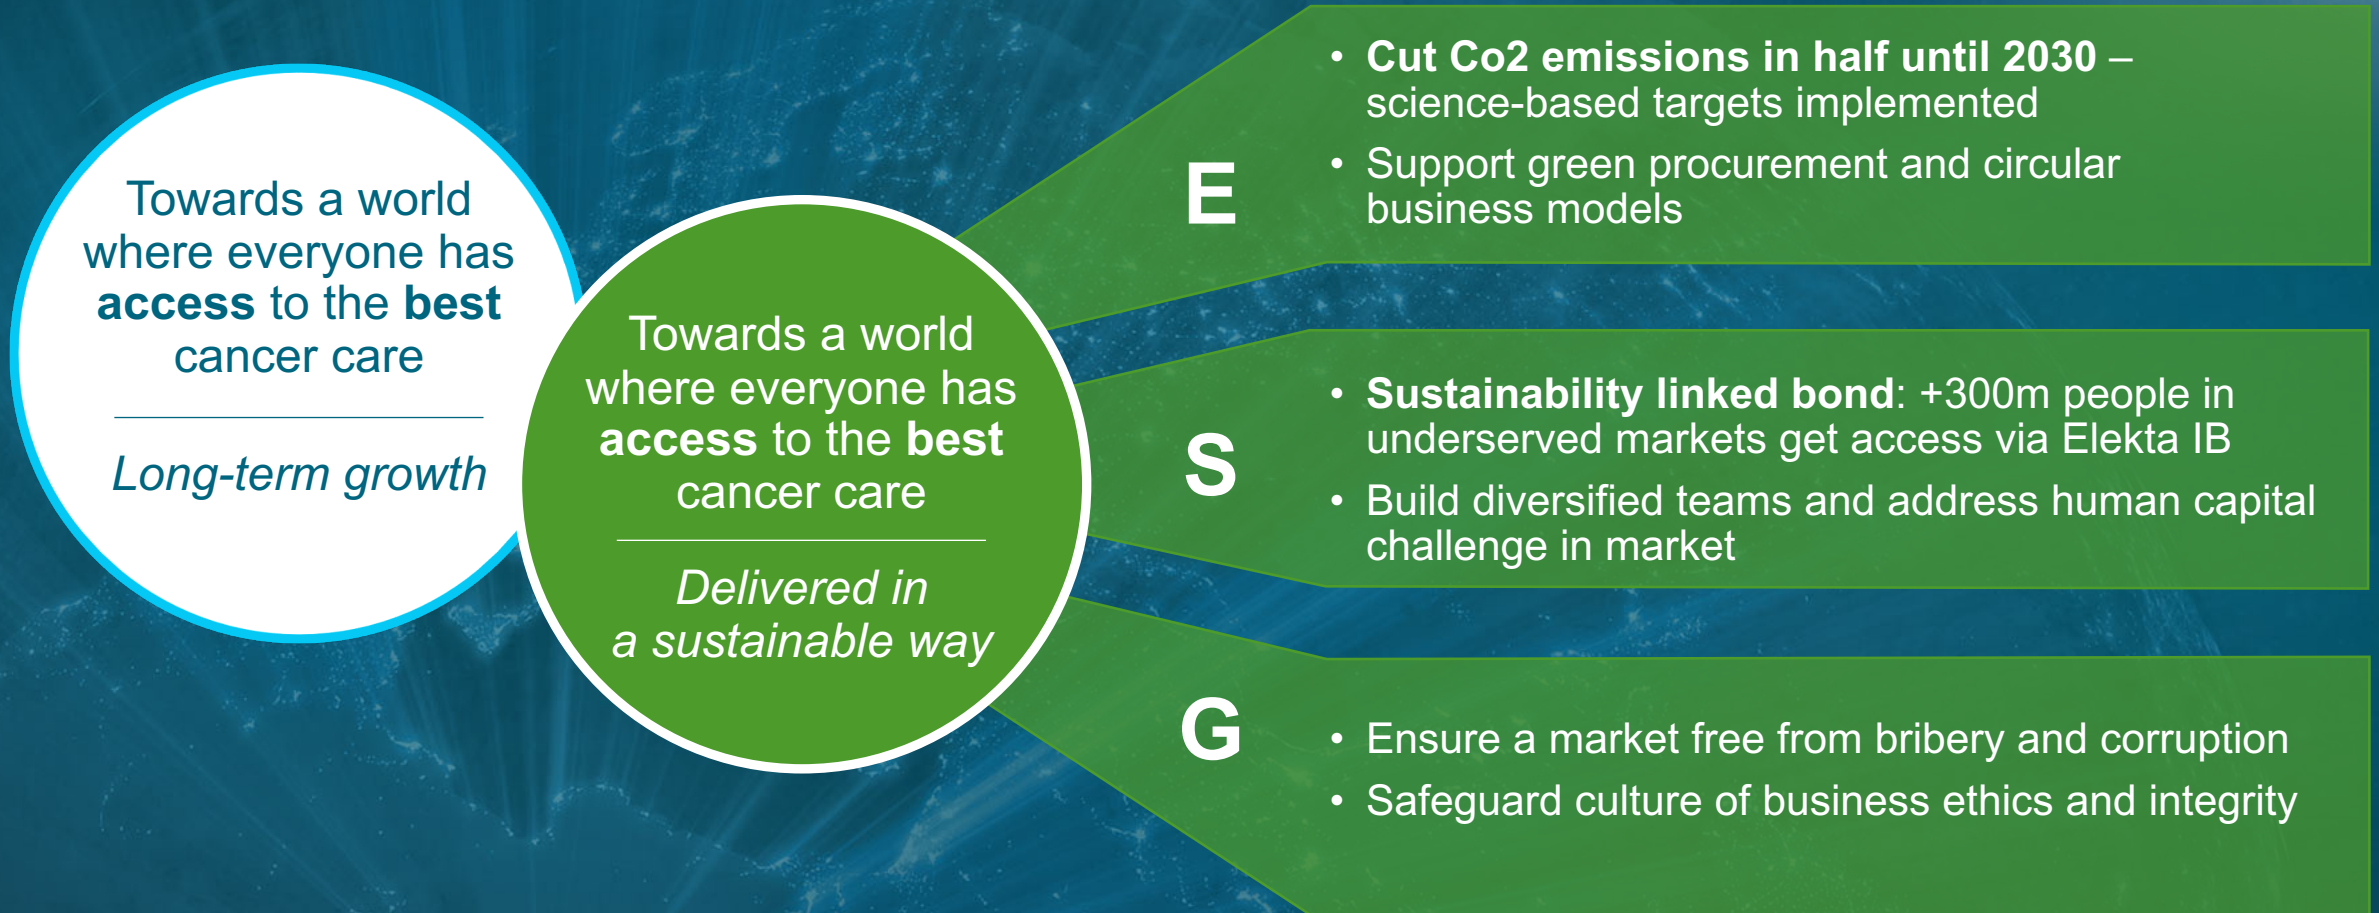 Towards a world
where everyone has
access to the best
cancer care
Long-term growth
Towards a world
where everyone has
access to the best
cancer care
Delivered in
a sustainable way
E
• Cut Co2 emissions in half until 2030 –
science-based targets implemented
• Support green procurement and circular
business models
S
• Sustainability linked bond: +300m people in
underserved markets get access via Elekta IB
• Build diversified teams and address human capital
challenge in market
G
• Ensure a market free from bribery and corruption
• Safeguard culture of business ethics and integrity